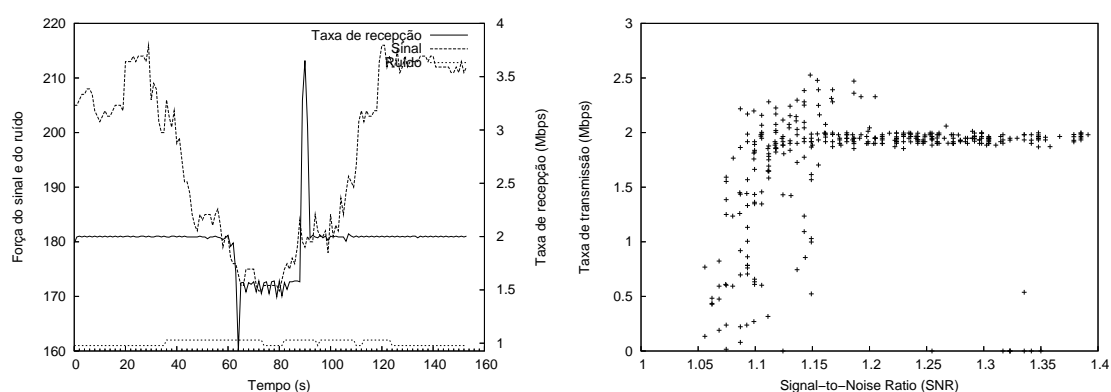 220
210
200
190
180
170
160
4
3.5
3
2.5
2
1.5
1
0 20 40 60 80 100 120 140 160
Força do sinal e do ruído
Taxa de recepção (Mbps)
Tempo (s)
Taxa de recepção
Sinal
Ruído
3
2.5
2
1.5
1
0.5
0
1 1.05 1.1 1.15 1.2 1.25 1.3 1.35 1.4
Taxa de transmissão (Mbps)
Signal-to-Noise Ratio (SNR)